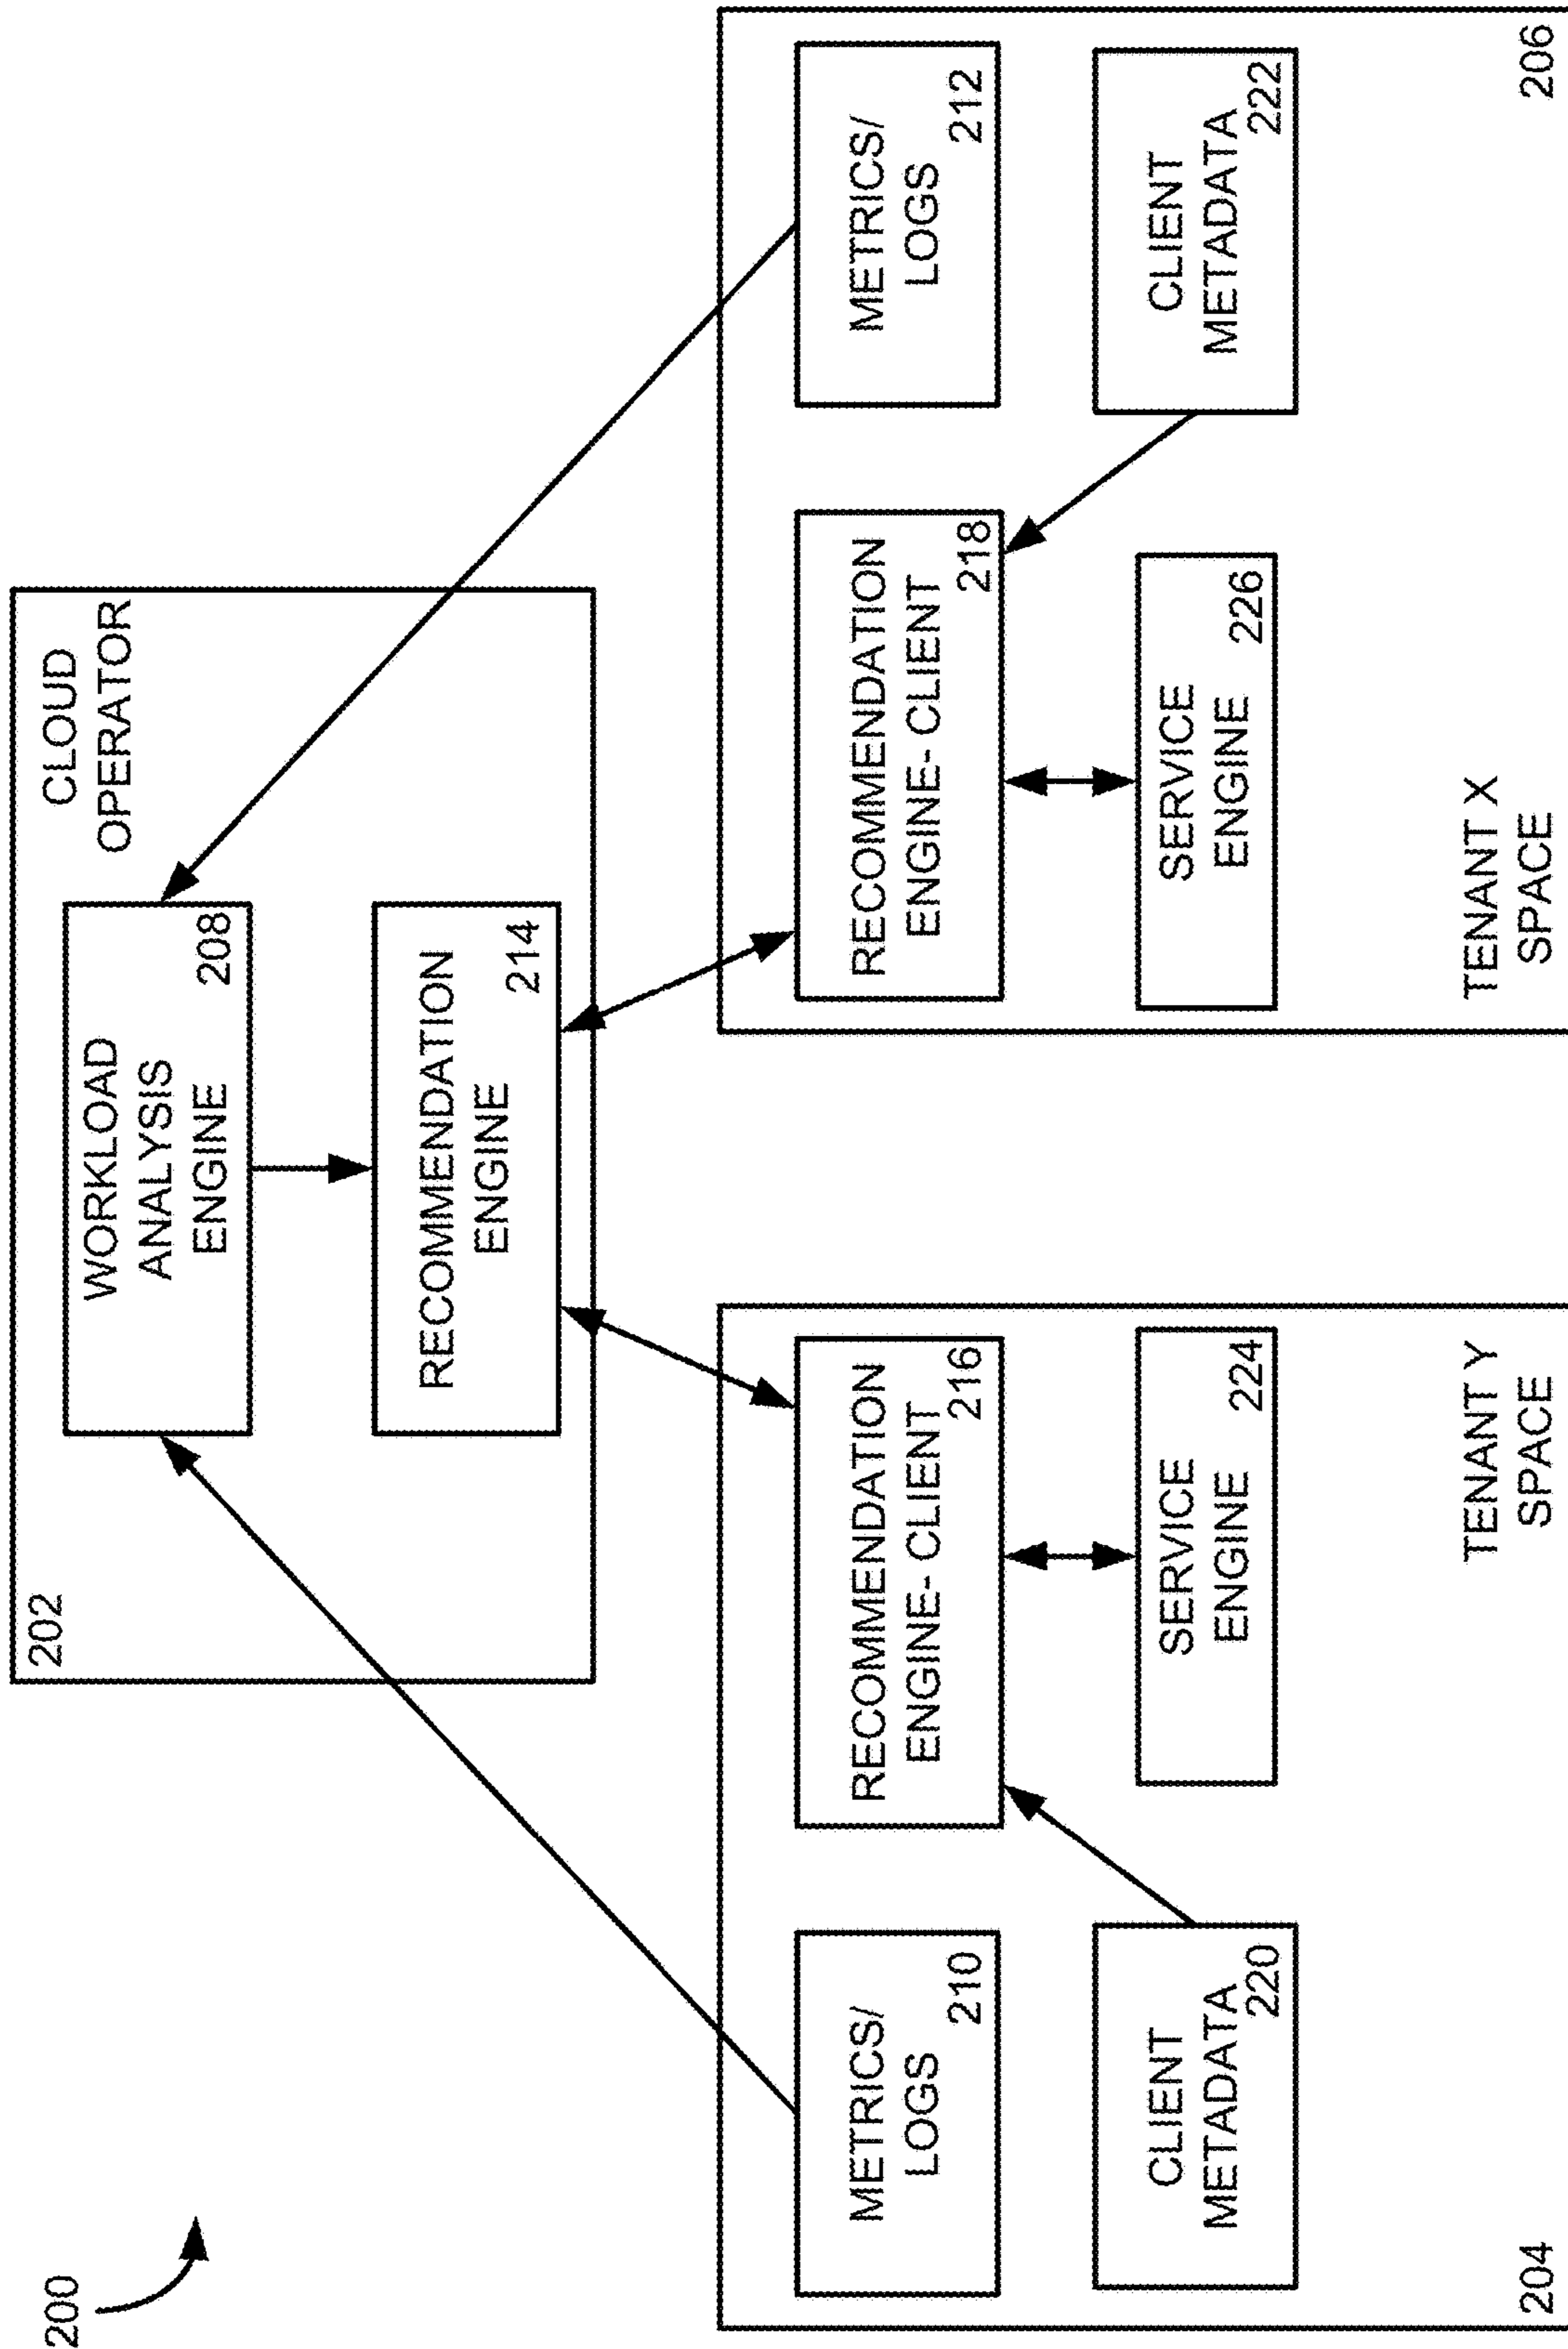 200
202
CLOUD
OPERATOR
WORKLOAD
ANALYSIS
ENGINE
208
RECOMMENDATION
ENGINE
214
METRICS/
LOGS
210
RECOMMENDATION
ENGINE- CLIENT
216
CLIENT
METADATA
220
SERVICE
ENGINE
224
TENANT Y
SPACE
204
RECOMMENDATION
ENGINE- CLIENT
218
METRICS/
LOGS
212
SERVICE
ENGINE
226
CLIENT
METADATA
222
TENANT X
SPACE
206